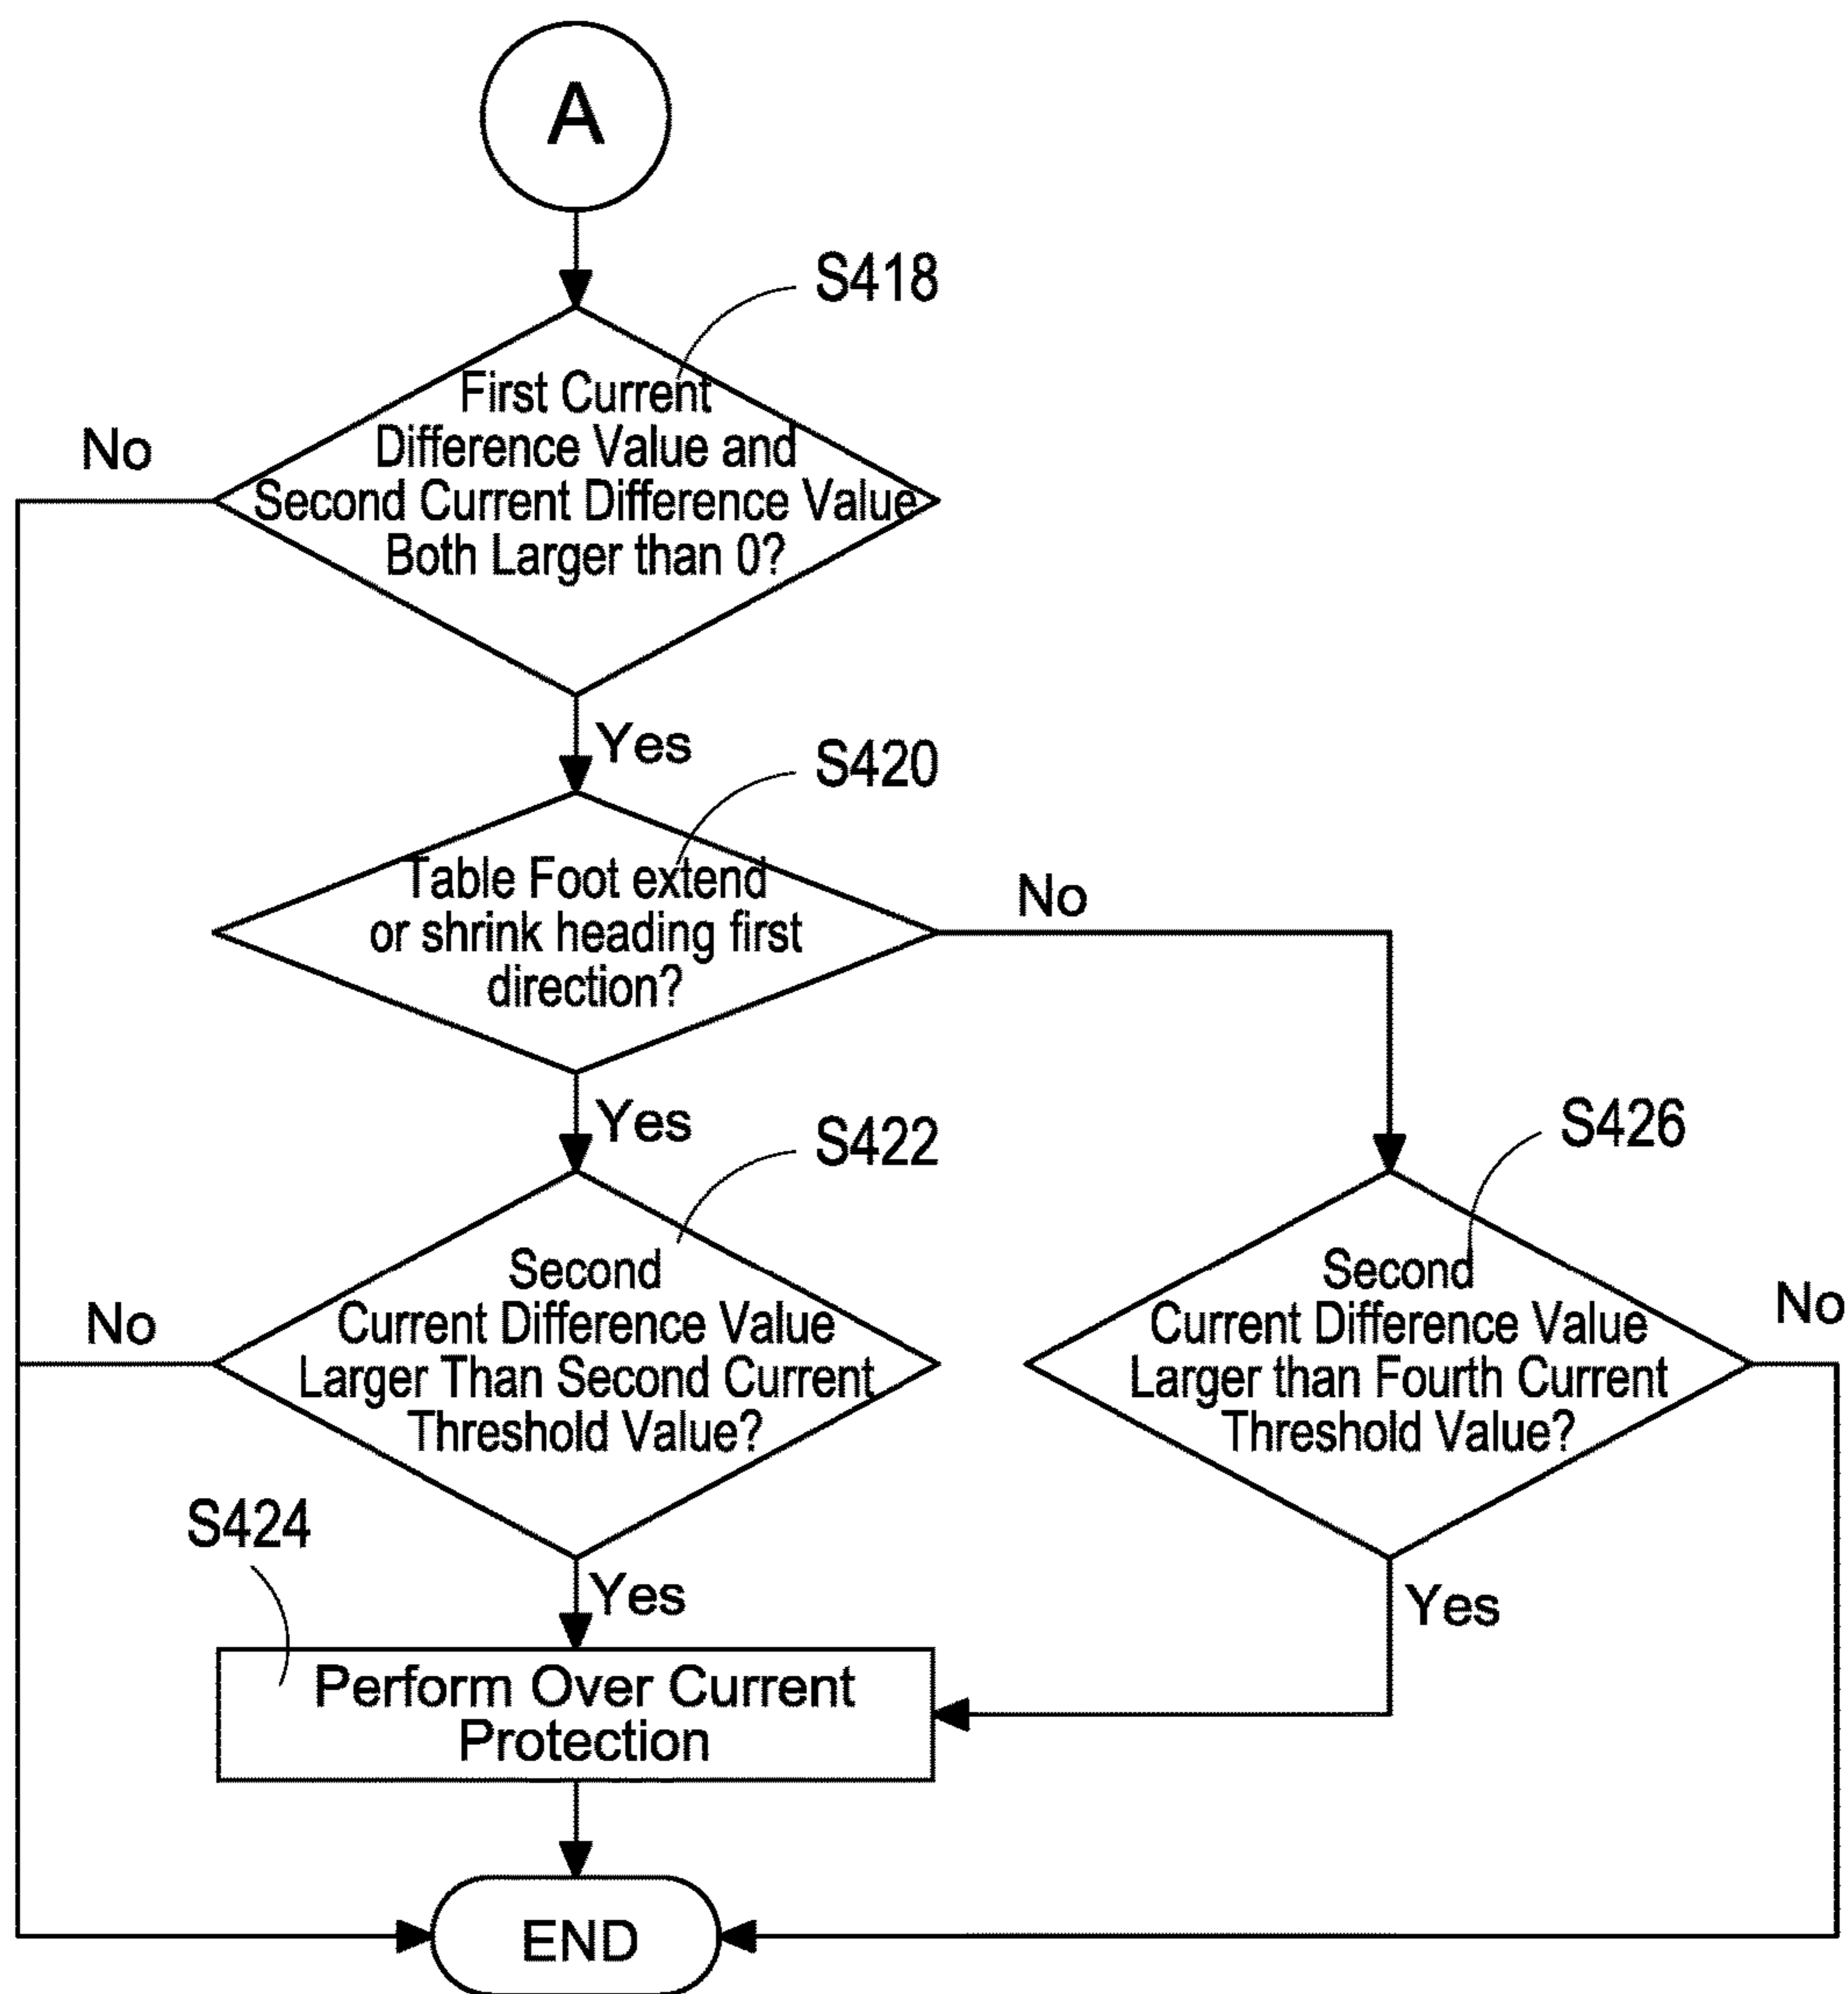 A
S418
First Current
Difference Value and
Second Current Difference Value
Both Larger than 0?
No
Yes
S420
Table Foot extend
or shrink heading first
direction?
No
Yes
S422
Second
Current Difference Value
Larger Than Second Current
Threshold Value?
No
S426
Second
Current Difference Value
Larger than Fourth Current
Threshold Value?
No
S424
Yes
Yes
Perform Over Current
Protection
END